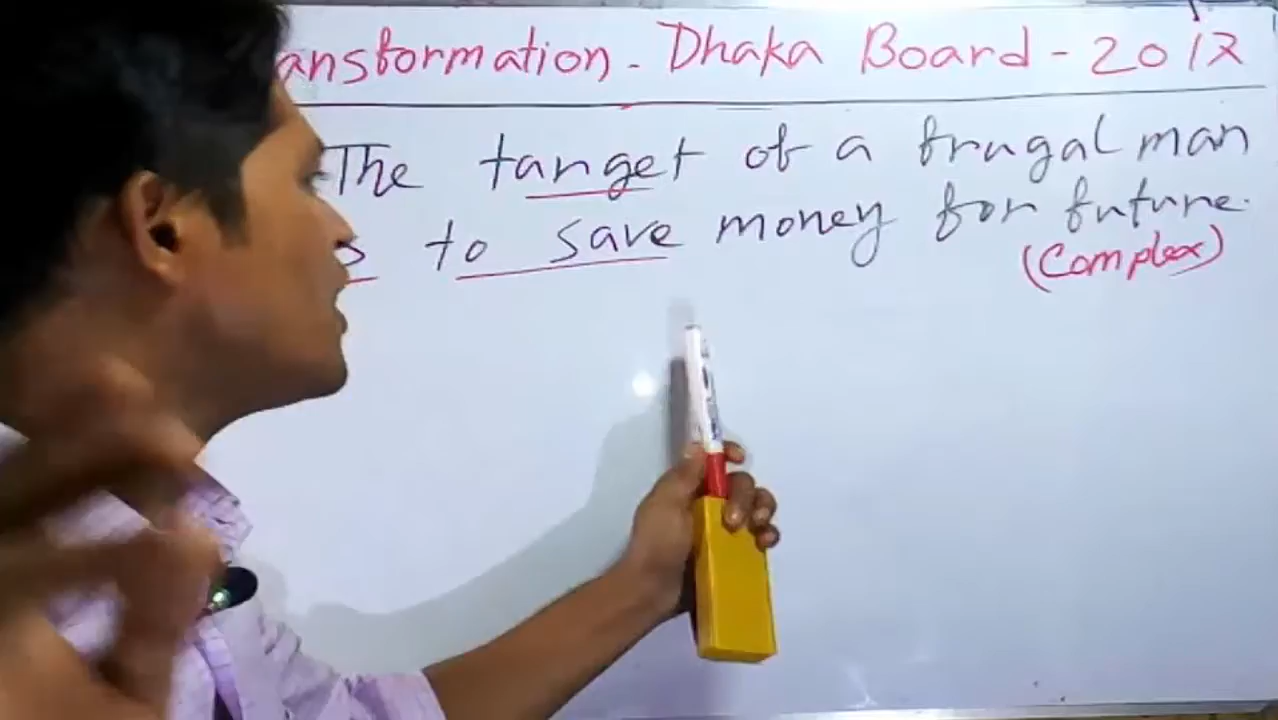 ansformation - Dhaka Board - 2017
The target of a frugal man
to save money for future.
(Complex)